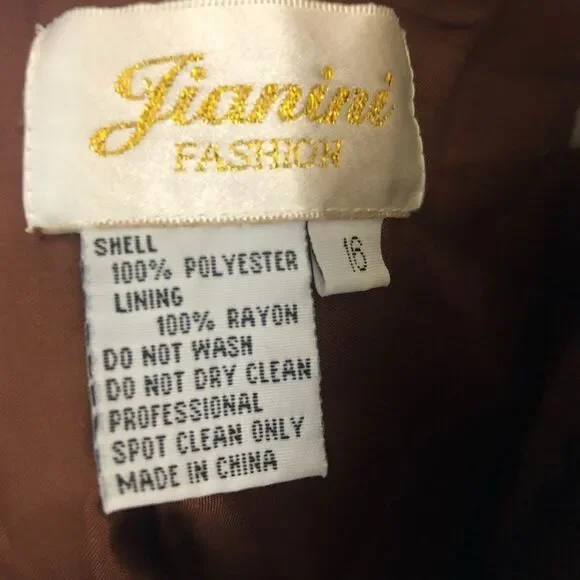 Jianini
FASHION
SHELL
100% POLYESTER
LINING
100% RAYON
DO NOT WASH
DO NOT DRY CLEAN
PROFESSIONAL
SPOT CLEAN ONLY
MADE IN CHINA
16